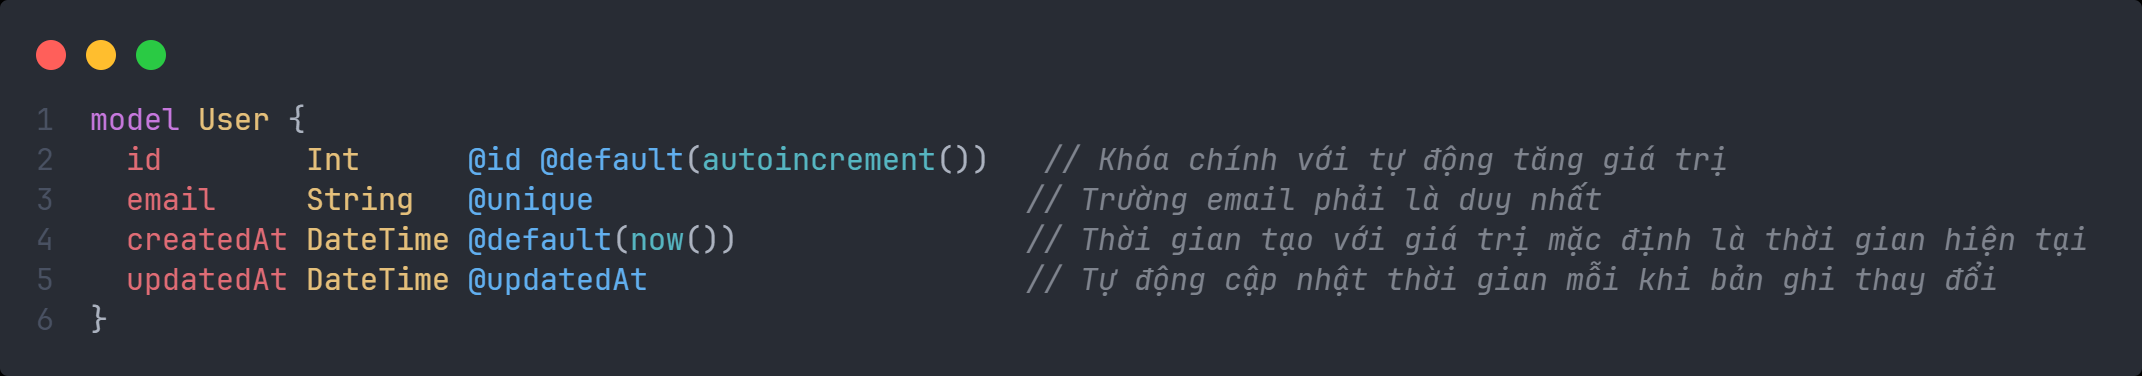 1 model User {
2   id        Int      @id @default(autoincrement())   // Khóa chính với tự động tăng giá trị
3   email     String   @unique                        // Trường email phải là duy nhất
4   createdAt DateTime @default(now())                // Thời gian tạo với giá trị mặc định là thời gian hiện tại
5   updatedAt DateTime @updatedAt                     // Tự động cập nhật thời gian mỗi khi bản ghi thay đổi
6 }